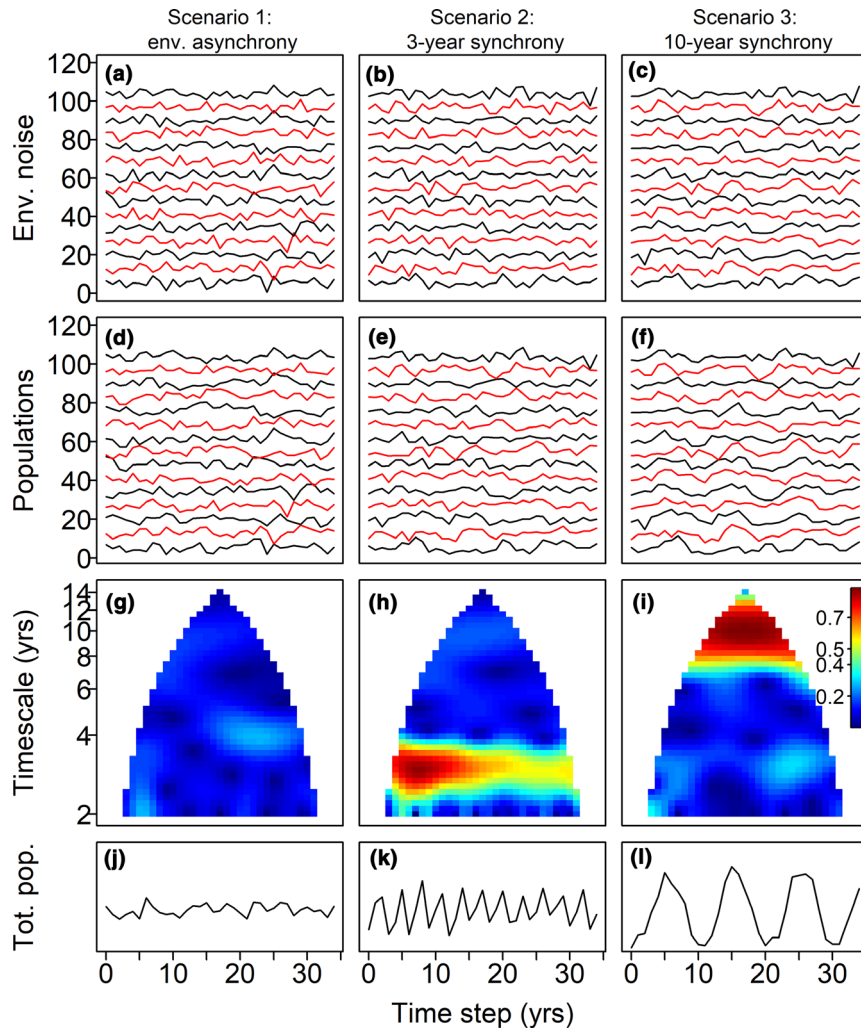 Scenario 1:
env. asynchrony
Scenario 2:
3-year synchrony
Scenario 3:
10-year synchrony
Env. noise
120
100
80
60
40
20
0
(a)
(b)
(c)
Populations
120
100
80
60
40
20
0
(d)
(e)
(f)
Timescale (yrs)
14
12
10
8
6
4
2
(g)
(h)
(i)
0.7
0.5
0.4
0.2
Tot. pop.
(j)
(k)
(l)
0 10 20 30
0 10 20 30
0 10 20 30
Time step (yrs)